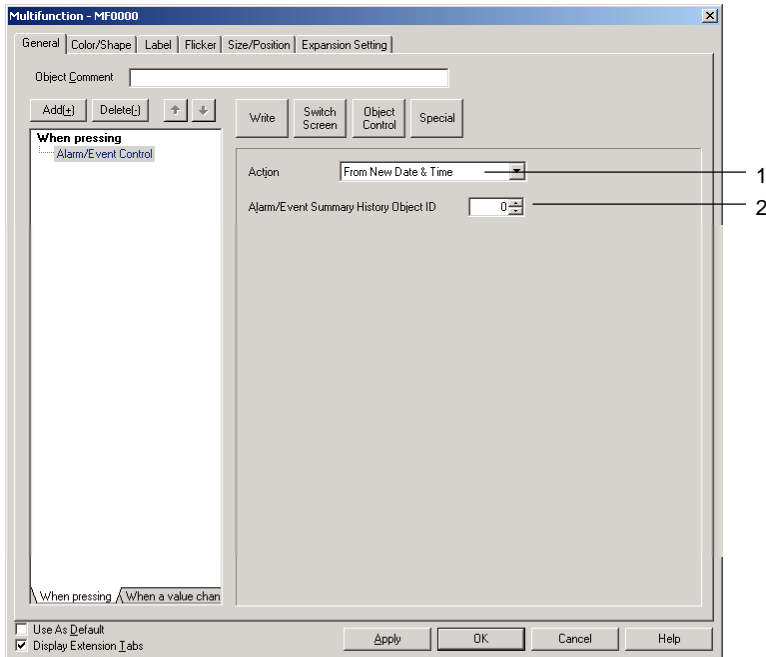 Multifunction - MF0000
General Color/Shape Label Flicker Size/Position Expansion Setting
Object Comment
Add(+) Delete(-)
Write Switch Screen Object Control Special
When pressing
Alarm/Event Control
Action From New Date & Time 1
Alarm/Event Summary History Object ID 0 2
When pressing When a value chan
Use As Default
Display Extension Tabs
Apply OK Cancel Help